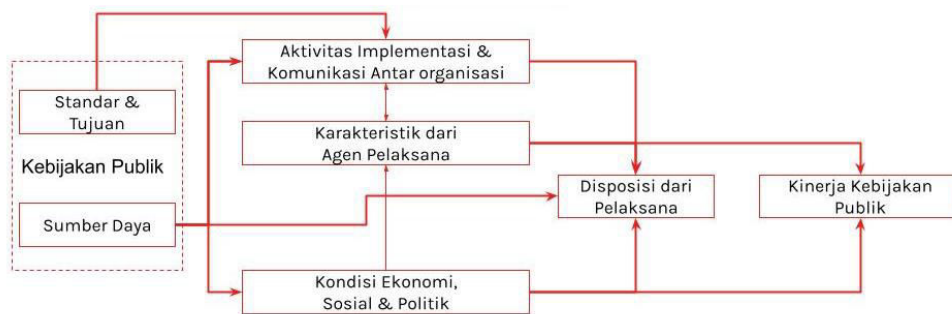 Aktivitas Implementasi &
Komunikasi Antar organisasi
Standar &
Tujuan
Karakteristik dari
Agen Pelaksana
Kebijakan Publik
Disposisi dari
Pelaksana
Kinerja Kebijakan
Publik
Sumber Daya
Kondisi Ekonomi,
Sosial & Politik